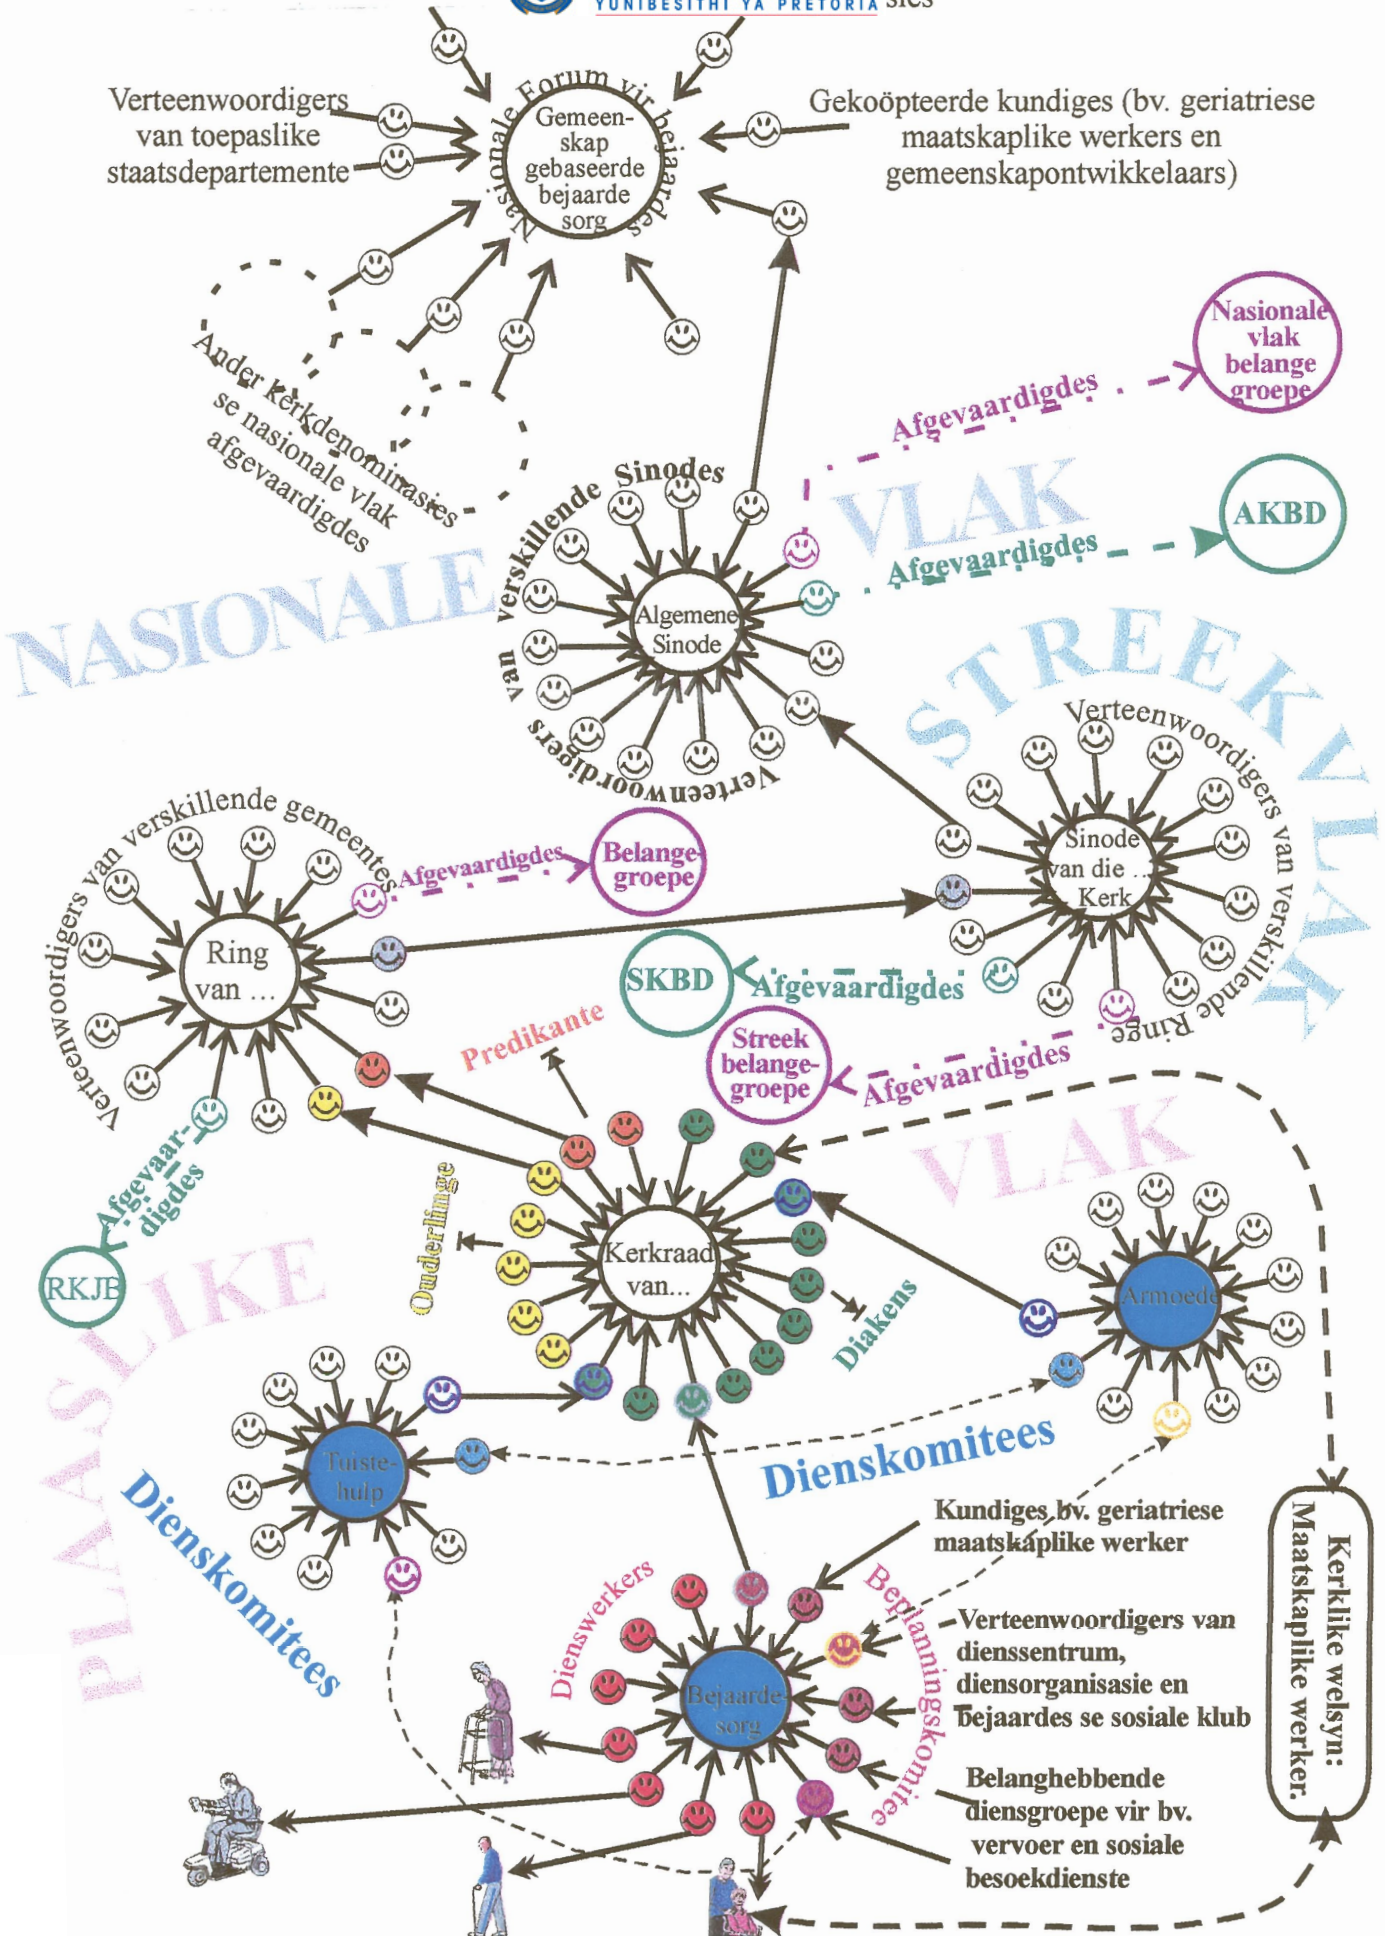 YUNIBESITHI YA PRETORIA
Nasionale Forum vir bejaardes
Gemeen-
skap
gebaseerde
bejaarde
sorg
Verteenwoordigers
van toepaslike
staatsdepartemente
Gekoöpteerde kundiges (bv. geriatriese
maatskaplike werkers en
gemeenskapontwikkelaars)
Ander kerkdenominasies
se nasionale vlak
afgevaardigdes
Nasionale
vlak
belange
groepe
Afgevaardigdes
AKBD
Afgevaardigdes
NASIONALE VLAK
Verteenwoordigers van verskillende Sinodes
Algemene
Sinode
STREEKVLAK
Verteenwoordigers van verskillende Ringe
Sinode
van die ...
Kerk
Verteenwoordigers van verskillende gemeentes
Ring
van ...
Afgevaardigdes
Belange-
groepe
SKBD
Afgevaardigdes
Streek
belange-
groepe
Afgevaardigdes
Afgevaar-
digdes
RKJB
PLAASLIKE VLAK
Predikante
Ouderlinge
Kerkraad
van...
Diakens
Armoede
Tuiste-
hulp
Dienskomitees
Dienskomitees
Kundiges bv. geriatriese
maatskaplike werker
Dienswerkers
Beplanningskomitee
Bejaarde-
sorg
Verteenwoordigers van
dienssentrum,
diensorganisasie en
bejaardes se sosiale klub
Belanghebbende
diensgroepe vir bv.
vervoer en sosiale
besoekdienste
Kerklike welsyn:
Maatskaplike werker.